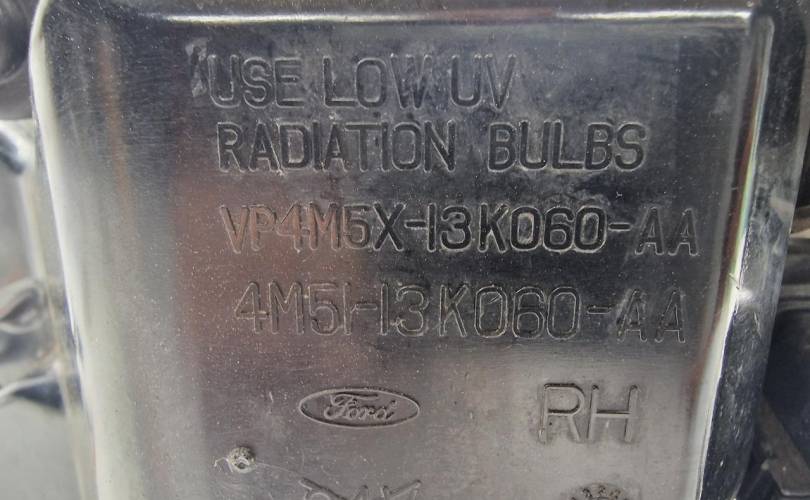 USE LOW UV
RADIATION BULBS
VP4M5X-13K060-AA
4M51-13K060-AA
Ford RH